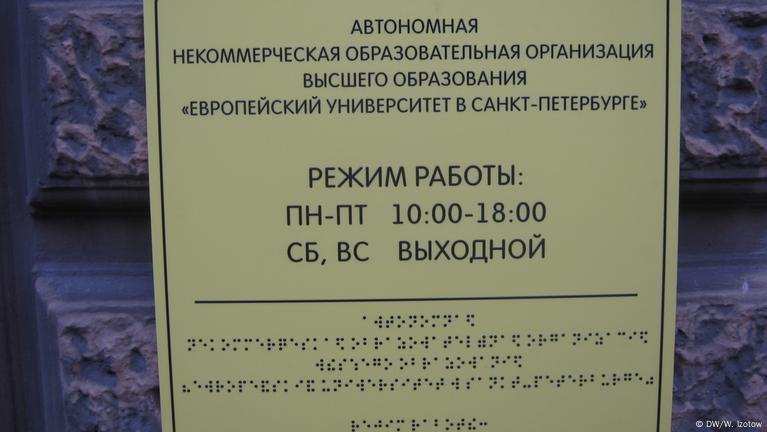 АВТОНОМНАЯ
НЕКОММЕРЧЕСКАЯ ОБРАЗОВАТЕЛЬНАЯ ОРГАНИЗАЦИЯ
ВЫСШЕГО ОБРАЗОВАНИЯ
«ЕВРОПЕЙСКИЙ УНИВЕРСИТЕТ В САНКТ-ПЕТЕРБУРГЕ»
РЕЖИМ РАБОТЫ:
ПН-ПТ 10:00-18:00
СБ, ВС ВЫХОДНОЙ
© DW/W. Izotow